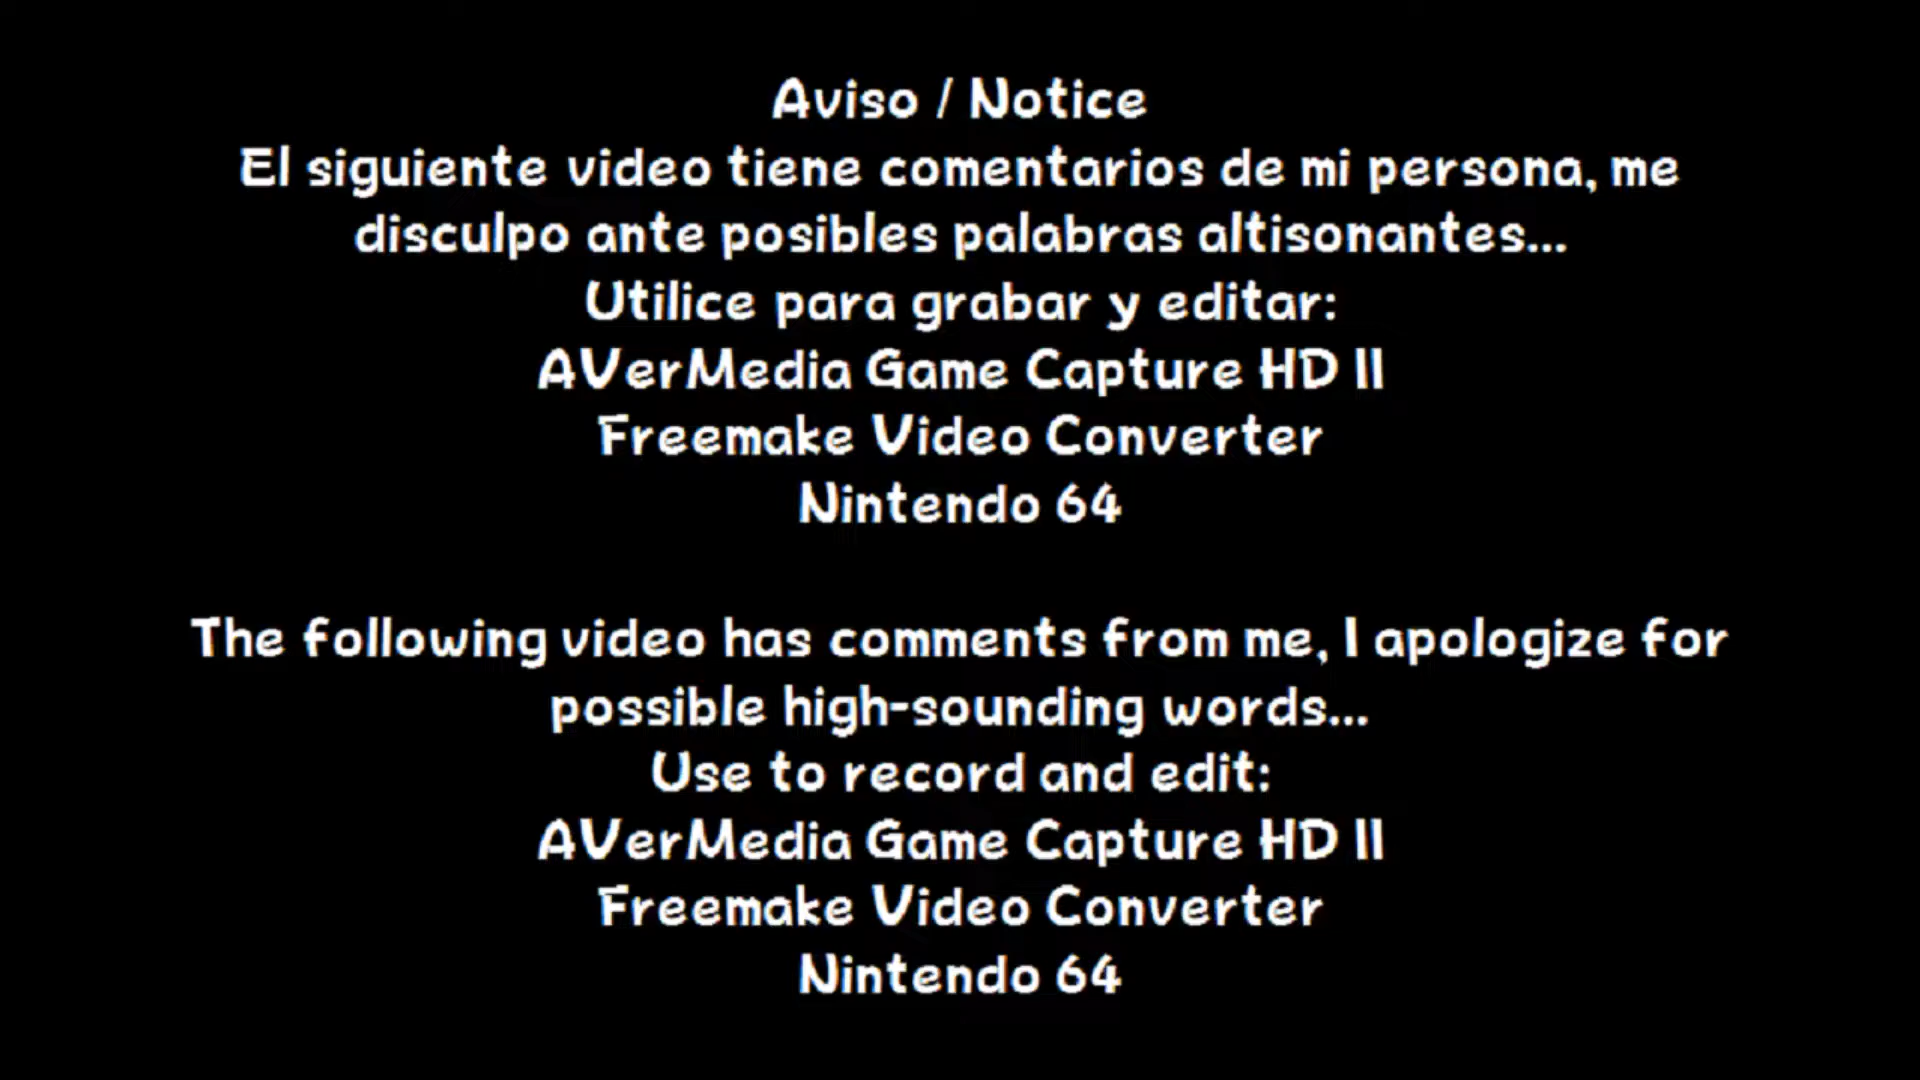 Aviso / Notice
El siguiente video tiene comentarios de mi persona, me
disculpo ante posibles palabras altisonantes...
Utilice para grabar y editar:
AVerMedia Game Capture HD II
Freemake Video Converter
Nintendo 64
The following video has comments from me, I apologize for
possible high-sounding words...
Use to record and edit:
AVerMedia Game Capture HD II
Freemake Video Converter
Nintendo 64